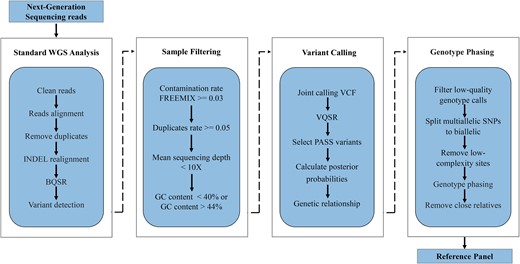 Next-Generation
Sequencing reads
Standard WGS Analysis
Clean reads
Reads alignment
Remove duplicates
INDEL realignment
BQSR
Variant detection
Sample Filtering
Contamination rate
FREEMIX >= 0.03
Duplicates rate >= 0.05
Mean sequencing depth
< 10X
GC content < 40% or
GC content > 44%
Variant Calling
Joint calling VCF
VQSR
Select PASS variants
Calculate posterior
probabilities
Genetic relationship
Genotype Phasing
Filter low-quality
genotype calls
Split multiallelic SNPs
to biallelic
Remove low-
complexity sites
Genotype phasing
Remove close relatives
Reference Panel